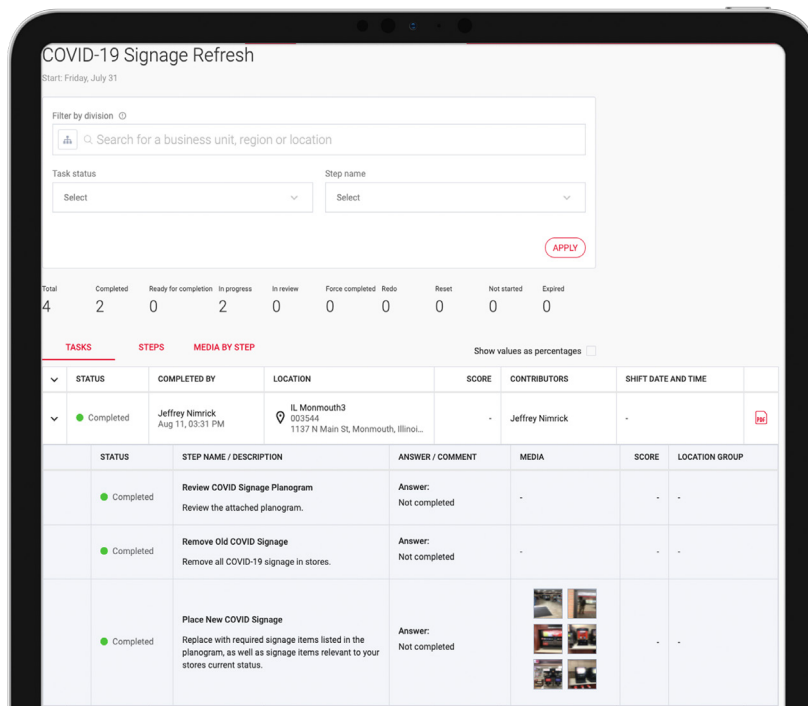 COVID-19 Signage Refresh
Start: Friday, July 31
Filter by division
Search for a business unit, region or location
Task status
Step name
Select
Select
APPLY
Total
Completed
Ready for completion
In progress
In review
Force completed
Redo
Reset
Not started
Expired
4
2
0
2
0
0
0
0
0
0
TASKS
STEPS
MEDIA BY STEP
Show values as percentages
STATUS
COMPLETED BY
LOCATION
SCORE
CONTRIBUTORS
SHIFT DATE AND TIME
Completed
Jeffrey Nimrick
Aug 11, 03:31 PM
IL Monmouth3
003544
1137 N Main St, Monmouth, Illinoi...
-
Jeffrey Nimrick
-
PDF
STATUS
STEP NAME / DESCRIPTION
ANSWER / COMMENT
MEDIA
SCORE
LOCATION GROUP
Completed
Review COVID Signage Planogram
Review the attached planogram.
Answer:
Not completed
-
-
-
Completed
Remove Old COVID Signage
Remove all COVID-19 signage in stores.
Answer:
Not completed
-
-
-
Completed
Place New COVID Signage
Replace with required signage items listed in the
planogram, as well as signage items relevant to your
stores current status.
Answer:
Not completed
-
-